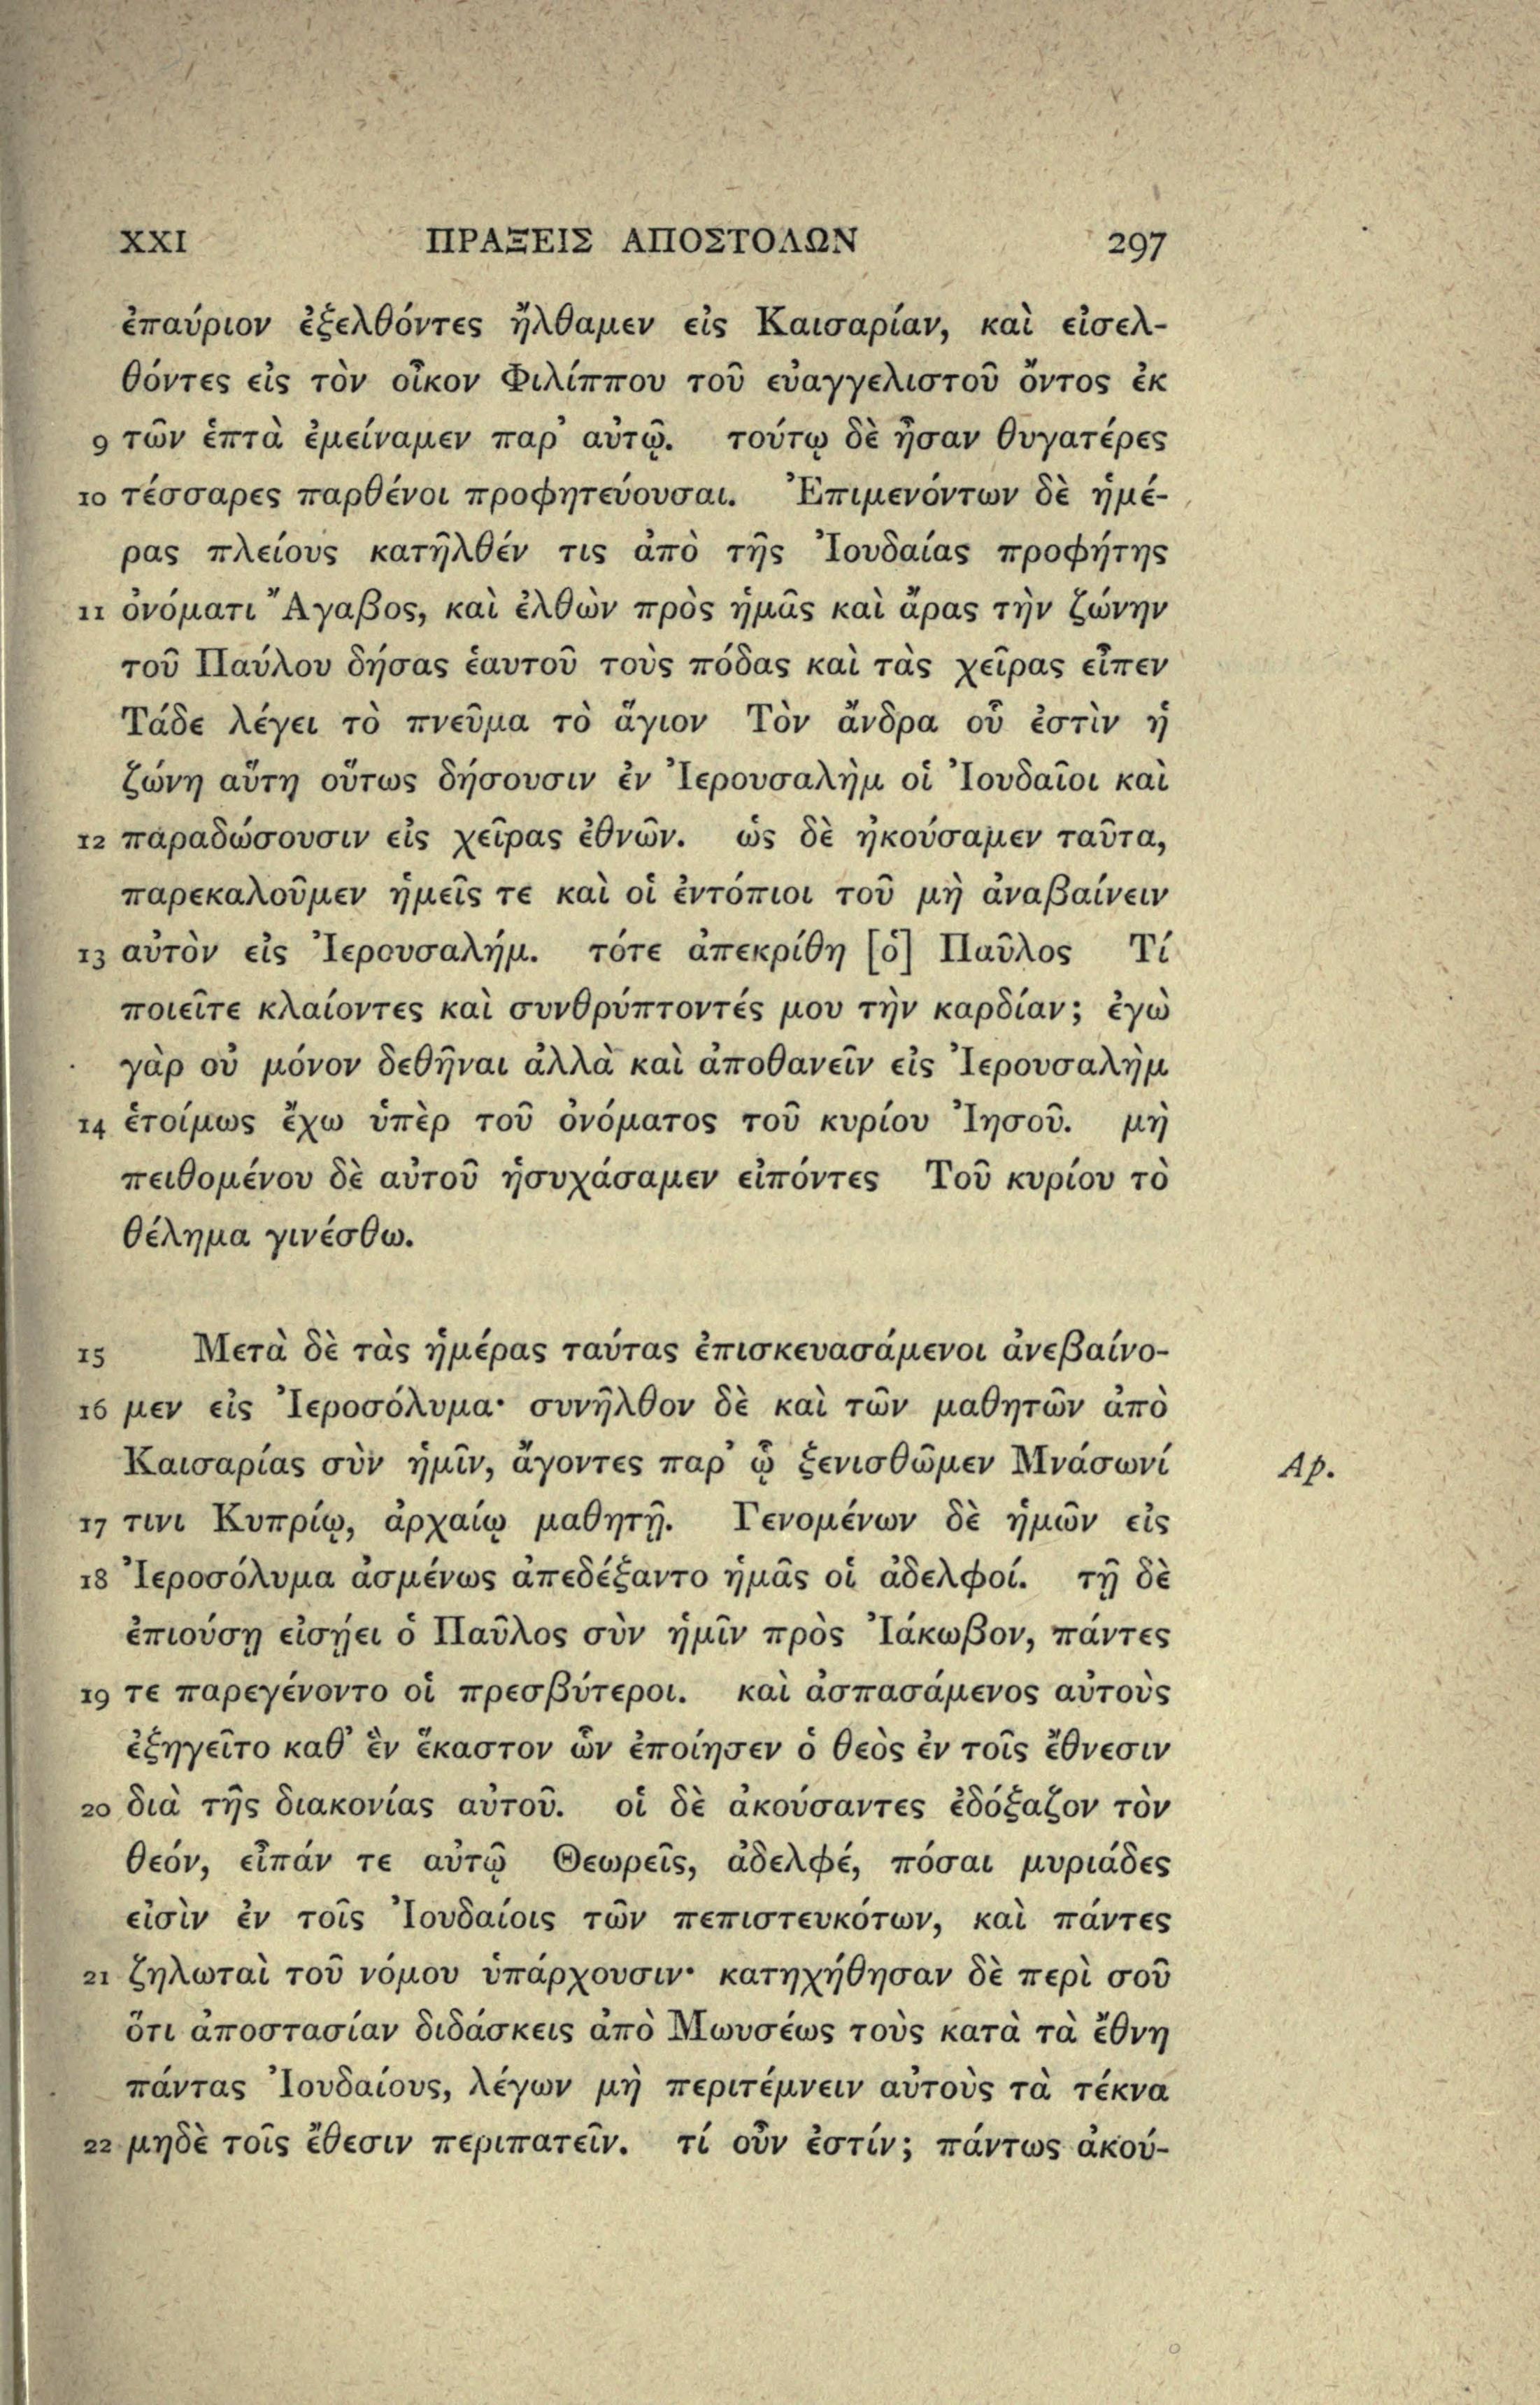 XXI ΠΡΑΞΕΙΣ ΑΠΟΣΤΟΛΩΝ 297
ἐπαύριον ἐξελθόντες ἤλθαμεν εἰς Καισαρίαν, καὶ εἰσελ-
θόντες εἰς τὸν οἶκον Φιλίππου τοῦ εὐαγγελιστοῦ ὄντος ἐκ
9 τῶν ἑπτὰ ἐμείναμεν παρ᾽ αὐτῷ. τούτῳ δὲ ἦσαν θυγατέρες
10 τέσσαρες παρθένοι προφητεύουσαι. Ἐπιμενόντων δὲ ἡμέ-
ρας πλείους κατῆλθέν τις ἀπὸ τῆς Ἰουδαίας προφήτης
11 ὀνόματι Ἄγαβος, καὶ ἐλθὼν πρὸς ἡμᾶς καὶ ἄρας τὴν ζώνην
τοῦ Παύλου δήσας ἑαυτοῦ τοὺς πόδας καὶ τὰς χεῖρας εἶπεν
Τάδε λέγει τὸ πνεῦμα τὸ ἅγιον Τὸν ἄνδρα οὗ ἐστὶν ἡ
ζώνη αὕτη οὕτως δήσουσιν ἐν Ἰερουσαλὴμ οἱ Ἰουδαῖοι καὶ
12 παραδώσουσιν εἰς χεῖρας ἐθνῶν. ὡς δὲ ἠκούσαμεν ταῦτα,
παρεκαλοῦμεν ἡμεῖς τε καὶ οἱ ἐντόπιοι τοῦ μὴ ἀναβαίνειν
13 αὐτὸν εἰς Ἰερουσαλήμ. τότε ἀπεκρίθη [ὁ] Παῦλος Τί
ποιεῖτε κλαίοντες καὶ συνθρύπτοντές μου τὴν καρδίαν; ἐγὼ
γὰρ οὐ μόνον δεθῆναι ἀλλὰ καὶ ἀποθανεῖν εἰς Ἰερουσαλὴμ
14 ἑτοίμως ἔχω ὑπὲρ τοῦ ὀνόματος τοῦ κυρίου Ἰησοῦ. μὴ
πειθομένου δὲ αὐτοῦ ἡσυχάσαμεν εἰπόντες Τοῦ κυρίου τὸ
θέλημα γινέσθω.
15 Μετὰ δὲ τὰς ἡμέρας ταύτας ἐπισκευασάμενοι ἀνεβαίνο-
16 μεν εἰς Ἰεροσόλυμα· συνῆλθον δὲ καὶ τῶν μαθητῶν ἀπὸ
Καισαρίας σὺν ἡμῖν, ἄγοντες παρ᾽ ᾧ ξενισθῶμεν Μνάσωνί Ap.
17 τινι Κυπρίῳ, ἀρχαίῳ μαθητῇ. Γενομένων δὲ ἡμῶν εἰς
18 Ἰεροσόλυμα ἀσμένως ἀπεδέξαντο ἡμᾶς οἱ ἀδελφοί. τῇ δὲ
ἐπιούσῃ εἰσῄει ὁ Παῦλος σὺν ἡμῖν πρὸς Ἰάκωβον, πάντες
19 τε παρεγένοντο οἱ πρεσβύτεροι. καὶ ἀσπασάμενος αὐτοὺς
ἐξηγεῖτο καθ᾽ ἓν ἕκαστον ὧν ἐποίησεν ὁ θεὸς ἐν τοῖς ἔθνεσιν
20 διὰ τῆς διακονίας αὐτοῦ. οἱ δὲ ἀκούσαντες ἐδόξαζον τὸν
θεόν, εἶπάν τε αὐτῷ Θεωρεῖς, ἀδελφέ, πόσαι μυριάδες
εἰσὶν ἐν τοῖς Ἰουδαίοις τῶν πεπιστευκότων, καὶ πάντες
21 ζηλωταὶ τοῦ νόμου ὑπάρχουσιν· κατηχήθησαν δὲ περὶ σοῦ
ὅτι ἀποστασίαν διδάσκεις ἀπὸ Μωυσέως τοὺς κατὰ τὰ ἔθνη
πάντας Ἰουδαίους, λέγων μὴ περιτέμνειν αὐτοὺς τὰ τέκνα
22 μηδὲ τοῖς ἔθεσιν περιπατεῖν. τί οὖν ἐστίν; πάντως ἀκού-